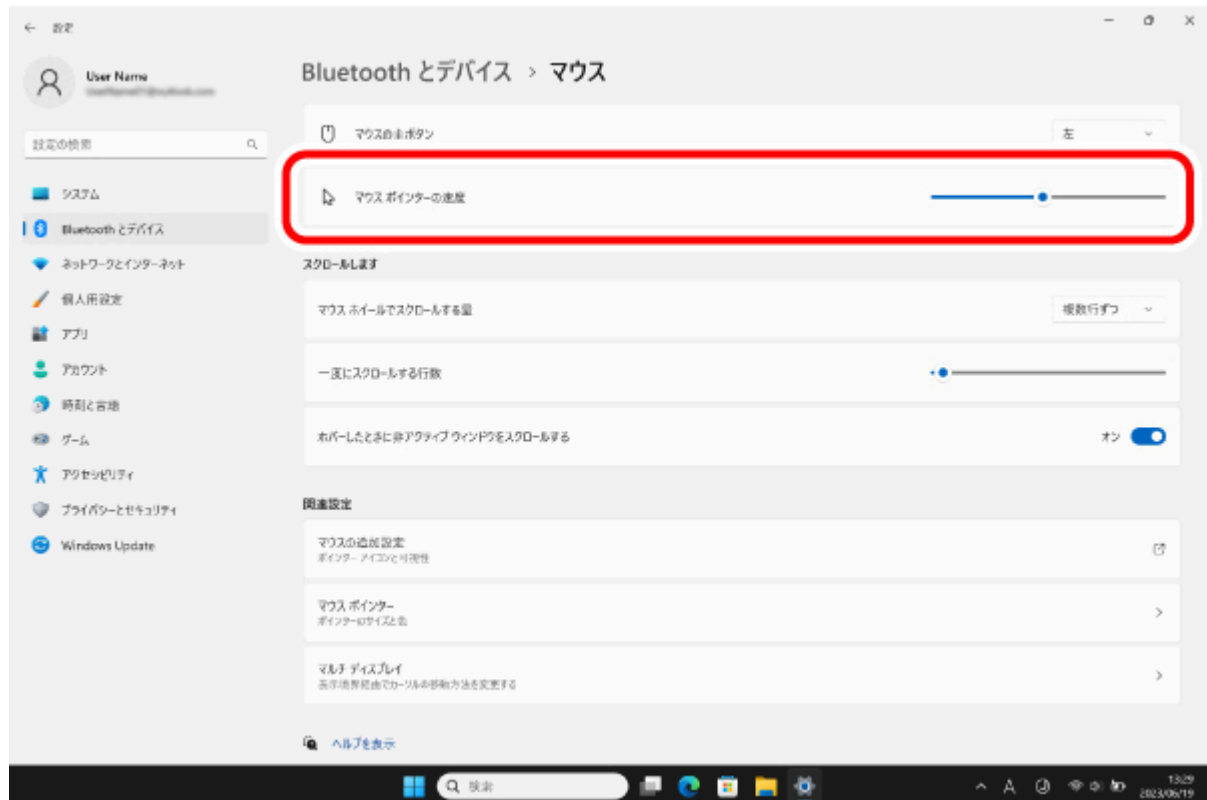 設定
User Name
Bluetooth とデバイス > マウス
設定の検索
システム
Bluetooth とデバイス
ネットワークとインターネット
個人用設定
アプリ
アカウント
時刻と言語
ゲーム
アクセシビリティ
プライバシーとセキュリティ
Windows Update
マウスの主ボタン
左
マウス ポインターの速度
スクロールします
マウス ホイールでスクロールする量
複数行ずつ
一度にスクロールする行数
ホバーしたときに非アクティブ ウィンドウをスクロールする
オン
関連設定
マウスの追加設定
ポインター アイコンと可視性
マウス ポインター
ポインターのサイズと色
マルチ ディスプレイ
表示境界経由でカーソルの移動方法を変更する
ヘルプを表示
検索
A
13:29
2023/06/19